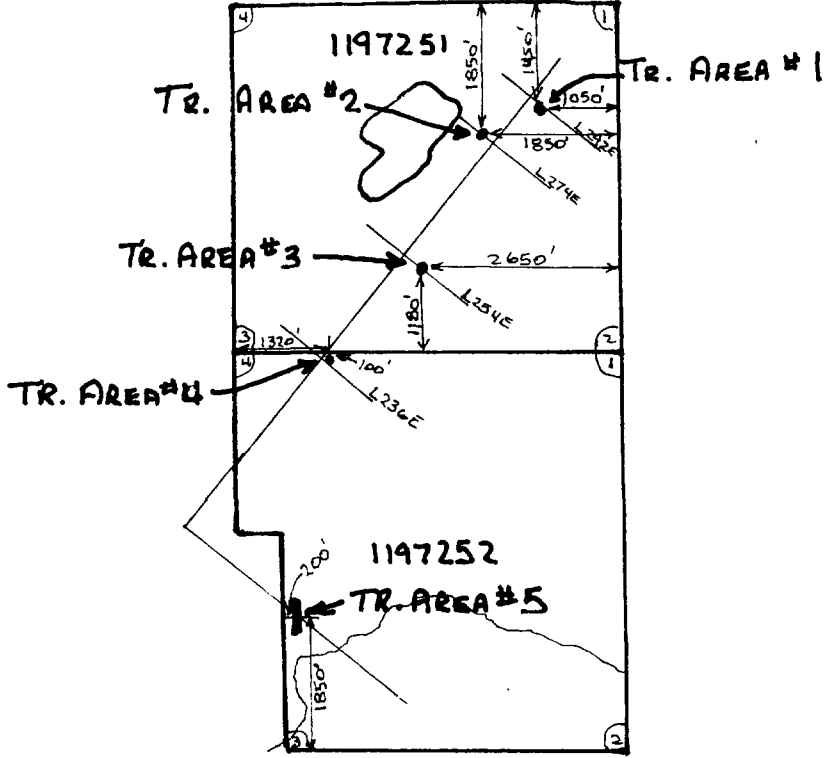 4
1
1197251
1850'
1450'
TR. AREA #1
1050'
TR. AREA #2
1850'
L292E
L274E
TR. AREA #3
2650'
1180'
L254E
3
1320'
2
4
100'
1
TR. AREA #4
L236E
1197252
200'
TR. AREA #5
1850'
3
2